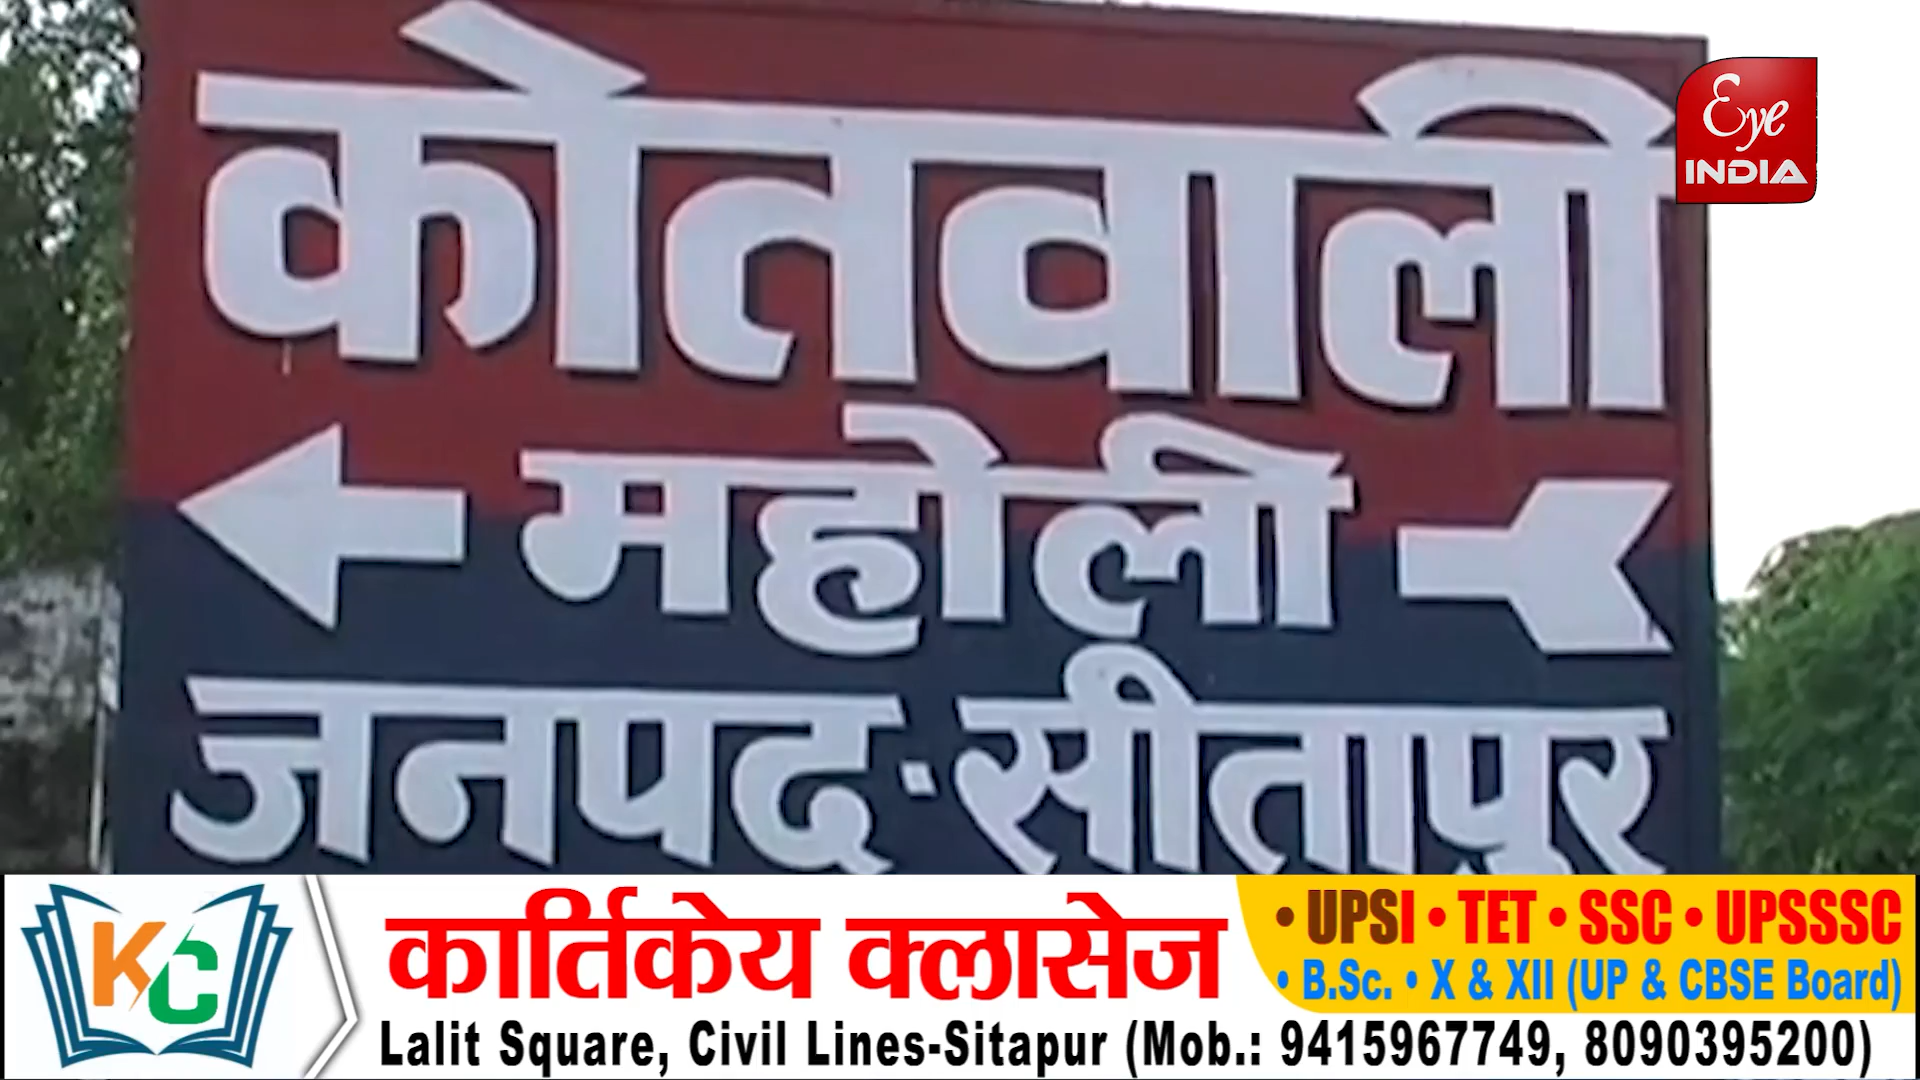 कोतवाली
Eye
INDIA
महोली
जनपद-सीतापुर
KC
कार्तिकेय क्लासेज
• UPSI • TET • SSC • UPSSSC
• B.Sc. • X & XII (UP & CBSE Board)
Lalit Square, Civil Lines-Sitapur (Mob.: 9415967749, 8090395200)